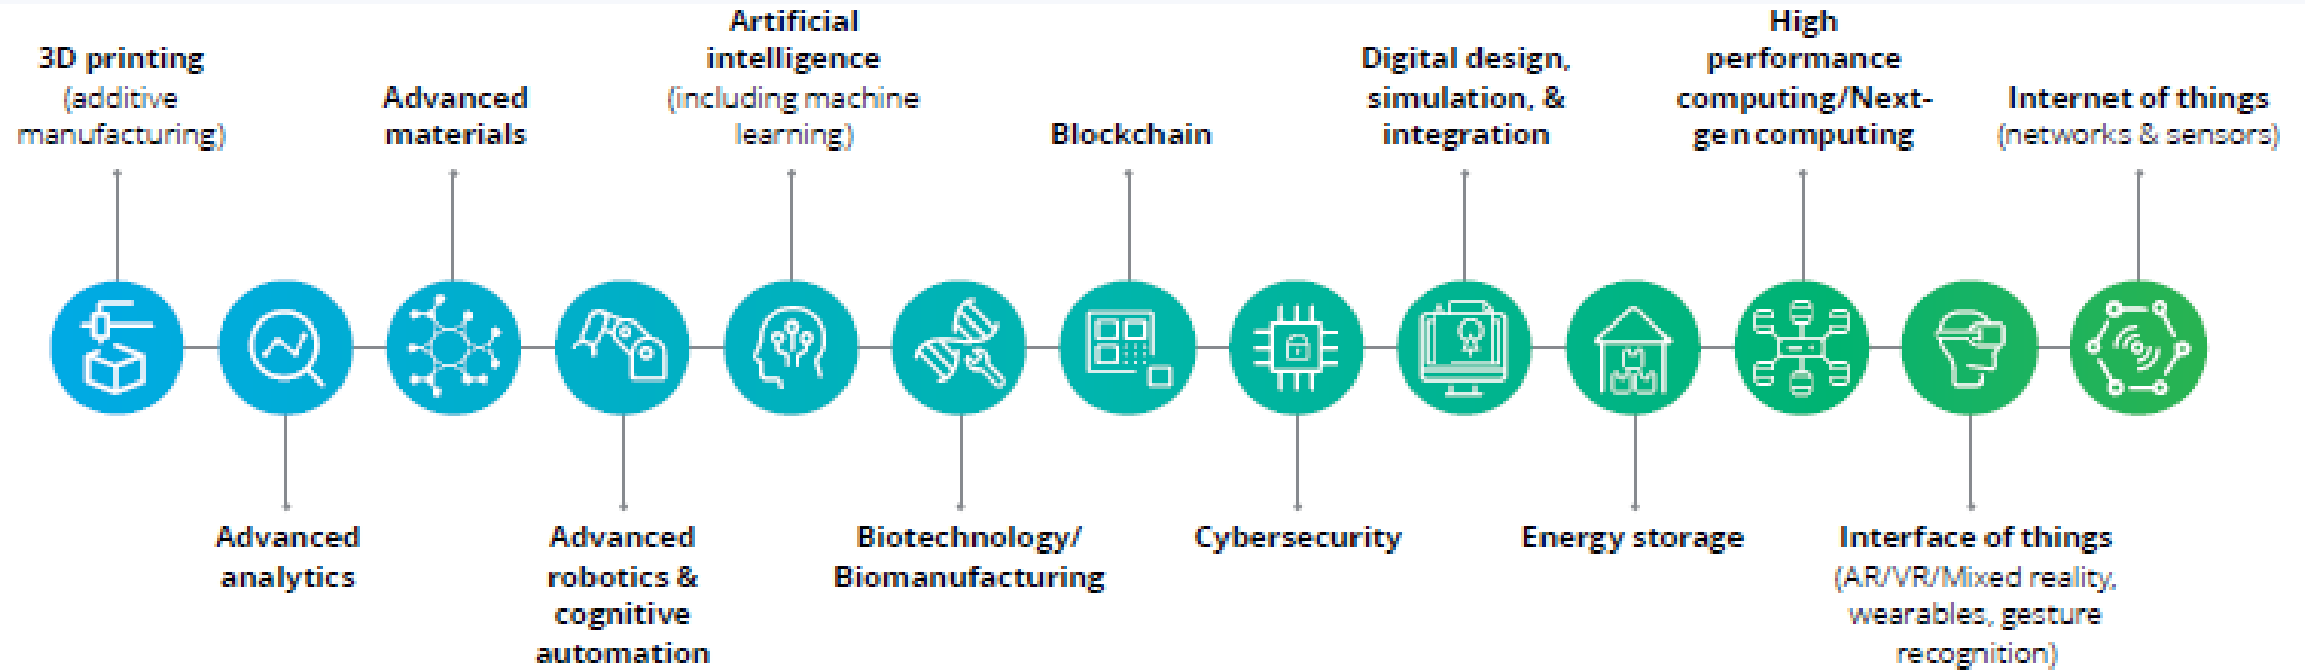 3D printing
(additive
manufacturing)
Advanced
analytics
Advanced
materials
Advanced
robotics &
cognitive
automation
Artificial
intelligence
(including machine
learning)
Biotechnology/
Biomanufacturing
Blockchain
Cybersecurity
Digital design,
simulation, &
integration
Energy storage
High
performance
computing/Next-
gen computing
Interface of things
(AR/VR/Mixed reality,
wearables, gesture
recognition)
Internet of things
(networks & sensors)